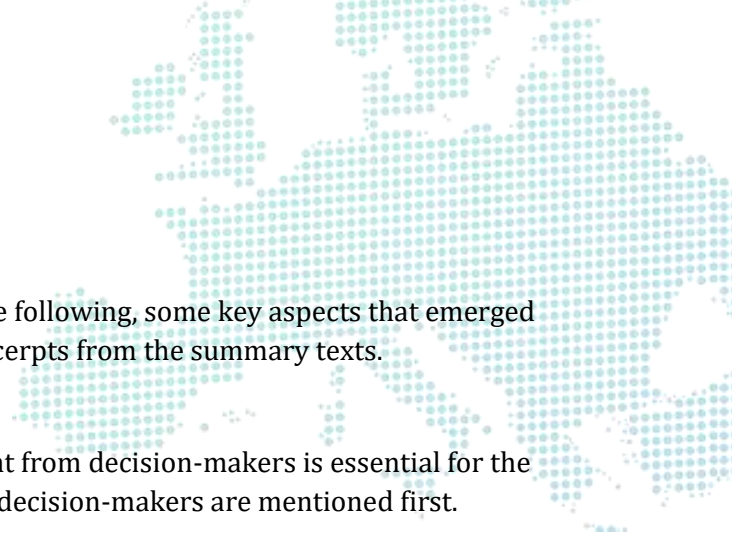 e following, some key aspects that emerged
cerpts from the summary texts.
nt from decision-makers is essential for the
decision-makers are mentioned first.